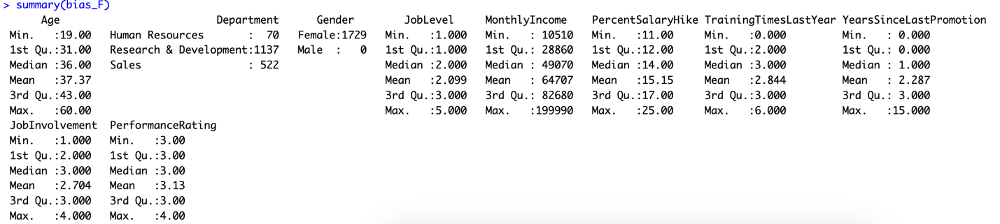 > summary(bias_F)
      Age                         Department      Gender        JobLevel     MonthlyIncome    PercentSalaryHike TrainingTimesLastYear YearsSinceLastPromotion
 Min.   :19.00   Human Resources       :  70   Female:1729   Min.   :1.000   Min.   : 10510   Min.   :11.00     Min.   :0.000         Min.   : 0.000
 1st Qu.:31.00   Research & Development:1137   Male  :   0   1st Qu.:1.000   1st Qu.: 28860   1st Qu.:12.00     1st Qu.:2.000         1st Qu.: 0.000
 Median :36.00   Sales                 : 522                 Median :2.000   Median : 49070   Median :14.00     Median :3.000         Median : 1.000
 Mean   :37.37                                               Mean   :2.099   Mean   : 64707   Mean   :15.15     Mean   :2.844         Mean   : 2.287
 3rd Qu.:43.00                                               3rd Qu.:3.000   3rd Qu.: 82680   3rd Qu.:17.00     3rd Qu.:3.000         3rd Qu.: 3.000
 Max.   :60.00                                               Max.   :5.000   Max.   :199990   Max.   :25.00     Max.   :6.000         Max.   :15.000
 JobInvolvement  PerformanceRating
 Min.   :1.000   Min.   :3.00
 1st Qu.:2.000   1st Qu.:3.00
 Median :3.000   Median :3.00
 Mean   :2.704   Mean   :3.13
 3rd Qu.:3.000   3rd Qu.:3.00
 Max.   :4.000   Max.   :4.00